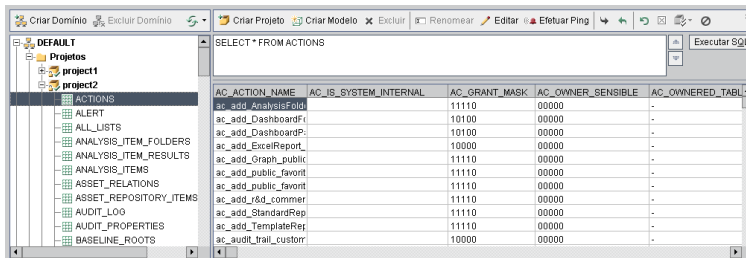 Criar Domínio Excluir Domínio Criar Projeto Criar Modelo Excluir Renomear Editar Efetuar Ping
DEFAULT
Projetos
project1
project2
ACTIONS
ALERT
ALL_LISTS
ANALYSIS_ITEM_FOLDERS
ANALYSIS_ITEM_RESULTS
ANALYSIS_ITEMS
ASSET_RELATIONS
ASSET_REPOSITORY_ITEMS
AUDIT_LOG
AUDIT_PROPERTIES
BASELINE_ROOTS
SELECT * FROM ACTIONS
Executar SQL
AC_ACTION_NAME AC_IS_SYSTEM_INTERNAL AC_GRANT_MASK AC_OWNER_SENSIBLE AC_OWNERED_TABL
ac_add_AnalysisFold 11110 00000 -
ac_add_DashboardF 10100 00000 -
ac_add_DashboardP 10100 00000 -
ac_add_ExcelReport_ 10000 00000 -
ac_add_Graph_public 11110 00000 -
ac_add_public_favorit 11110 00000 -
ac_add_public_favorit 11110 00000 -
ac_add_r&d_commer 11110 00000 -
ac_add_StandardRep 11110 00000 -
ac_add_TemplateRep 11110 00000 -
ac_audit_trail_custom 10000 00000 -